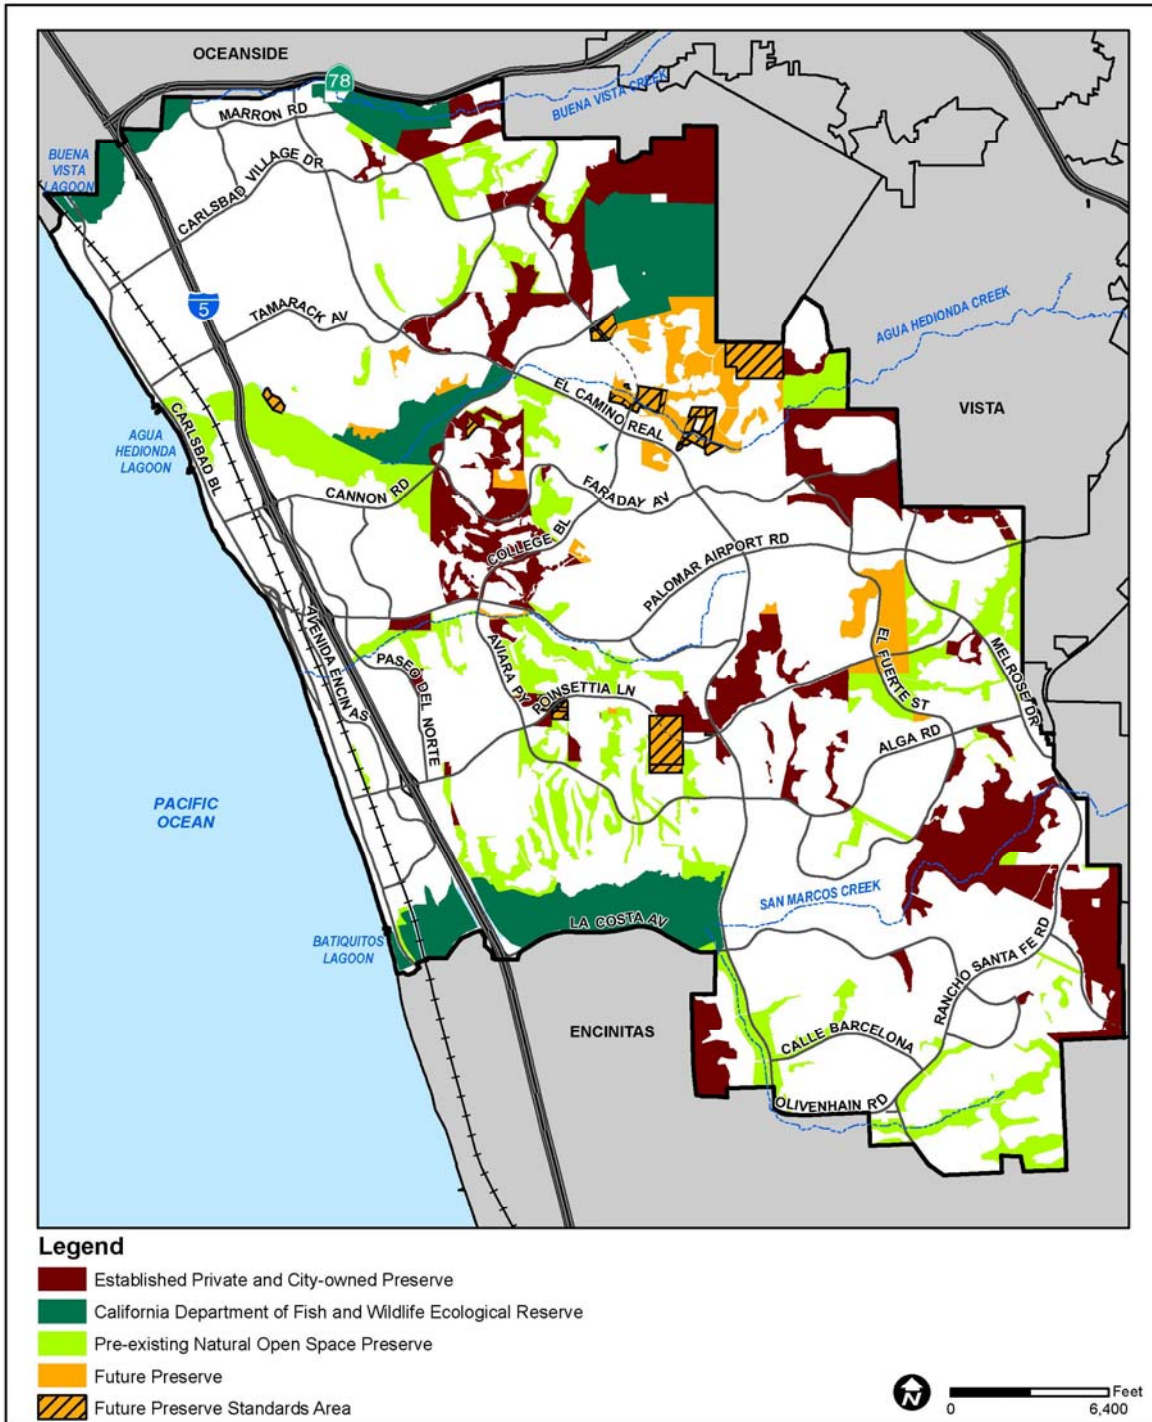 OCEANSIDE
78
MARRON RD
BUENA VISTA CREEK
BUENA
VISTA
LAGOON
CARLSBAD VILLAGE DR
5
TAMARACK AV
AGUA HEDIONDA CREEK
EL CAMINO REAL
VISTA
CARLSBAD BL
AGUA
HEDIONDA
LAGOON
CANNON RD
FARADAY AV
COLLEGE BL
PALOMAR AIRPORT RD
AVENIDA ENCINAS
PASEO DEL NORTE
AVIARA PY
POINSETTIA LN
EL FUERTE ST
MELROSE DR
ALGA RD
PACIFIC
OCEAN
SAN MARCOS CREEK
LA COSTA AV
BATIQUITOS
LAGOON
RANCHO SANTA FE RD
ENCINITAS
CALLE BARCELONA
OLIVENHAIN RD
Legend
Established Private and City-owned Preserve
California Department of Fish and Wildlife Ecological Reserve
Pre-existing Natural Open Space Preserve
Future Preserve
Future Preserve Standards Area
N
Feet
0 6,400